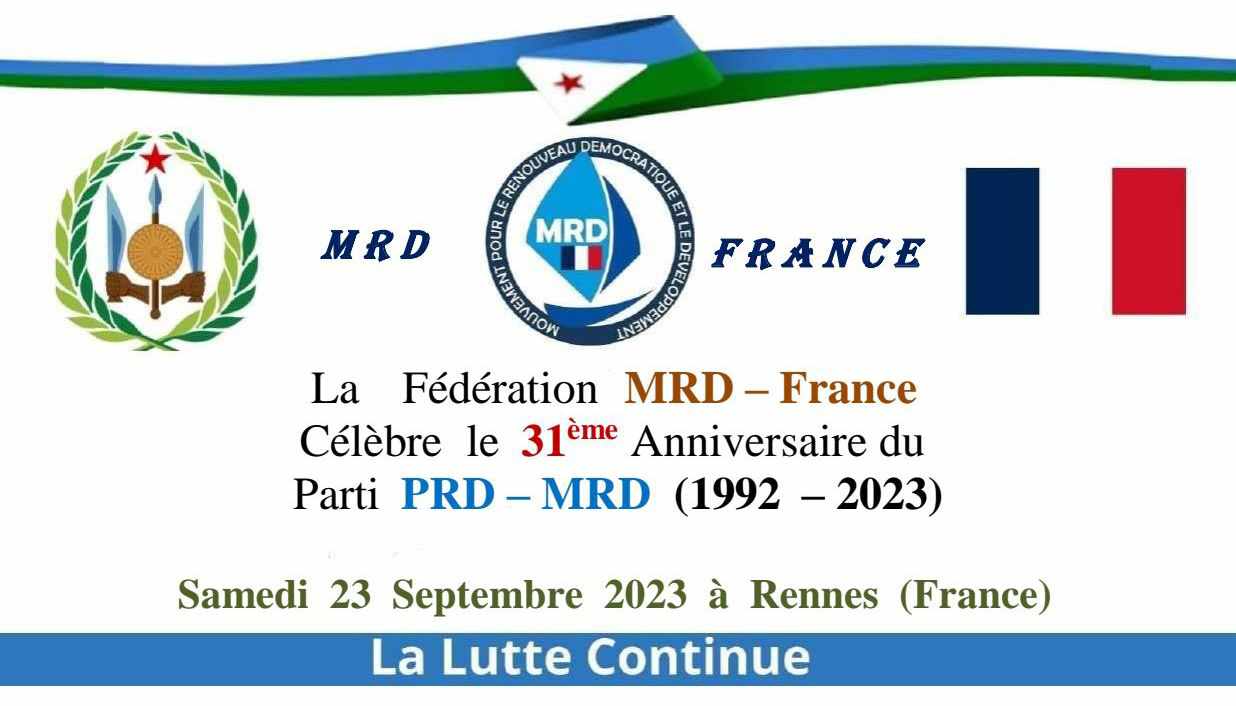 MRD
MOUVEMENT POUR LE RENOUVEAU DEMOCRATIQUE ET LE DEVELOPPEMENT
MRD
FRANCE
La Fédération MRD – France
Célèbre le 31ème Anniversaire du
Parti PRD – MRD (1992 – 2023)
Samedi 23 Septembre 2023 à Rennes (France)
La Lutte Continue